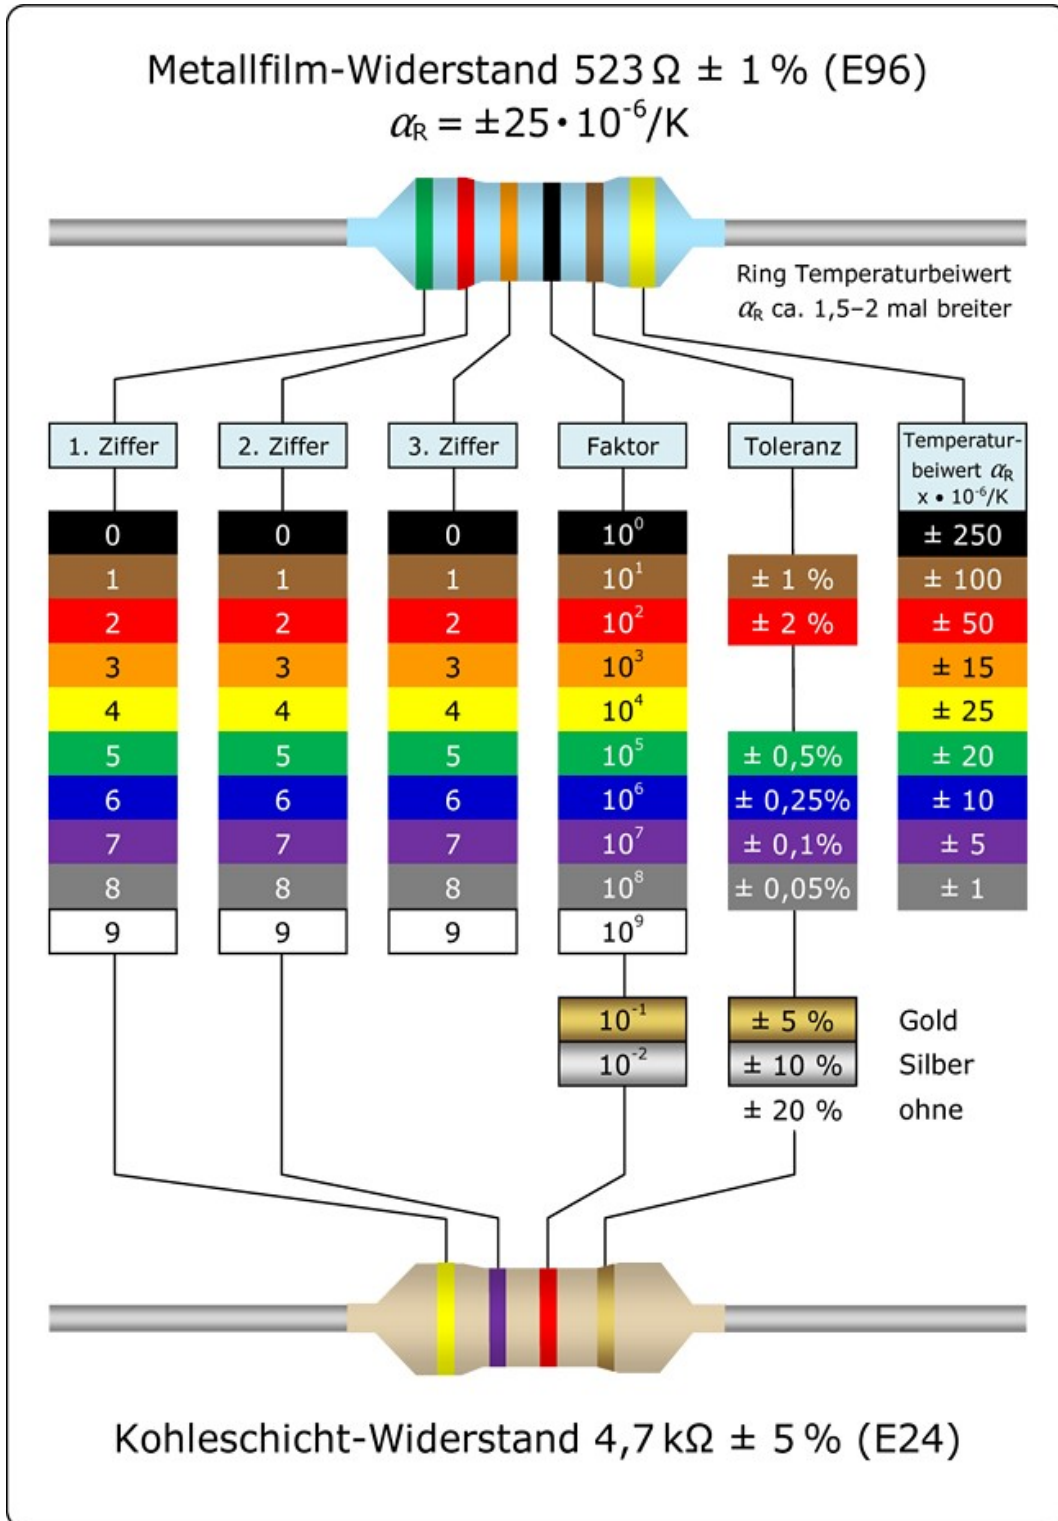 Metallfilm-Widerstand 523 Ω ± 1 % (E96)
αR = ±25 • 10⁻⁶/K
Ring Temperaturbeiwert
αR ca. 1,5–2 mal breiter
1. Ziffer 2. Ziffer 3. Ziffer Faktor Toleranz Temperatur-
beiwert αR
x • 10⁻⁶/K
0 0 0 10⁰ ± 250
1 1 1 10¹ ± 1 % ± 100
2 2 2 10² ± 2 % ± 50
3 3 3 10³ ± 15
4 4 4 10⁴ ± 25
5 5 5 10⁵ ± 0,5% ± 20
6 6 6 10⁶ ± 0,25% ± 10
7 7 7 10⁷ ± 0,1% ± 5
8 8 8 10⁸ ± 0,05% ± 1
9 9 9 10⁹
10⁻¹ ± 5 % Gold
10⁻² ± 10 % Silber
± 20 % ohne
Kohleschicht-Widerstand 4,7 kΩ ± 5 % (E24)